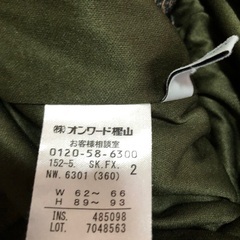 ㈱オンワード樫山
お客様相談室
0120-58-6300
152-5. SK.FX. 2
NW. 6301 (360)
W 62〜66
H 89〜93
INS. 485098
LOT. 7048563